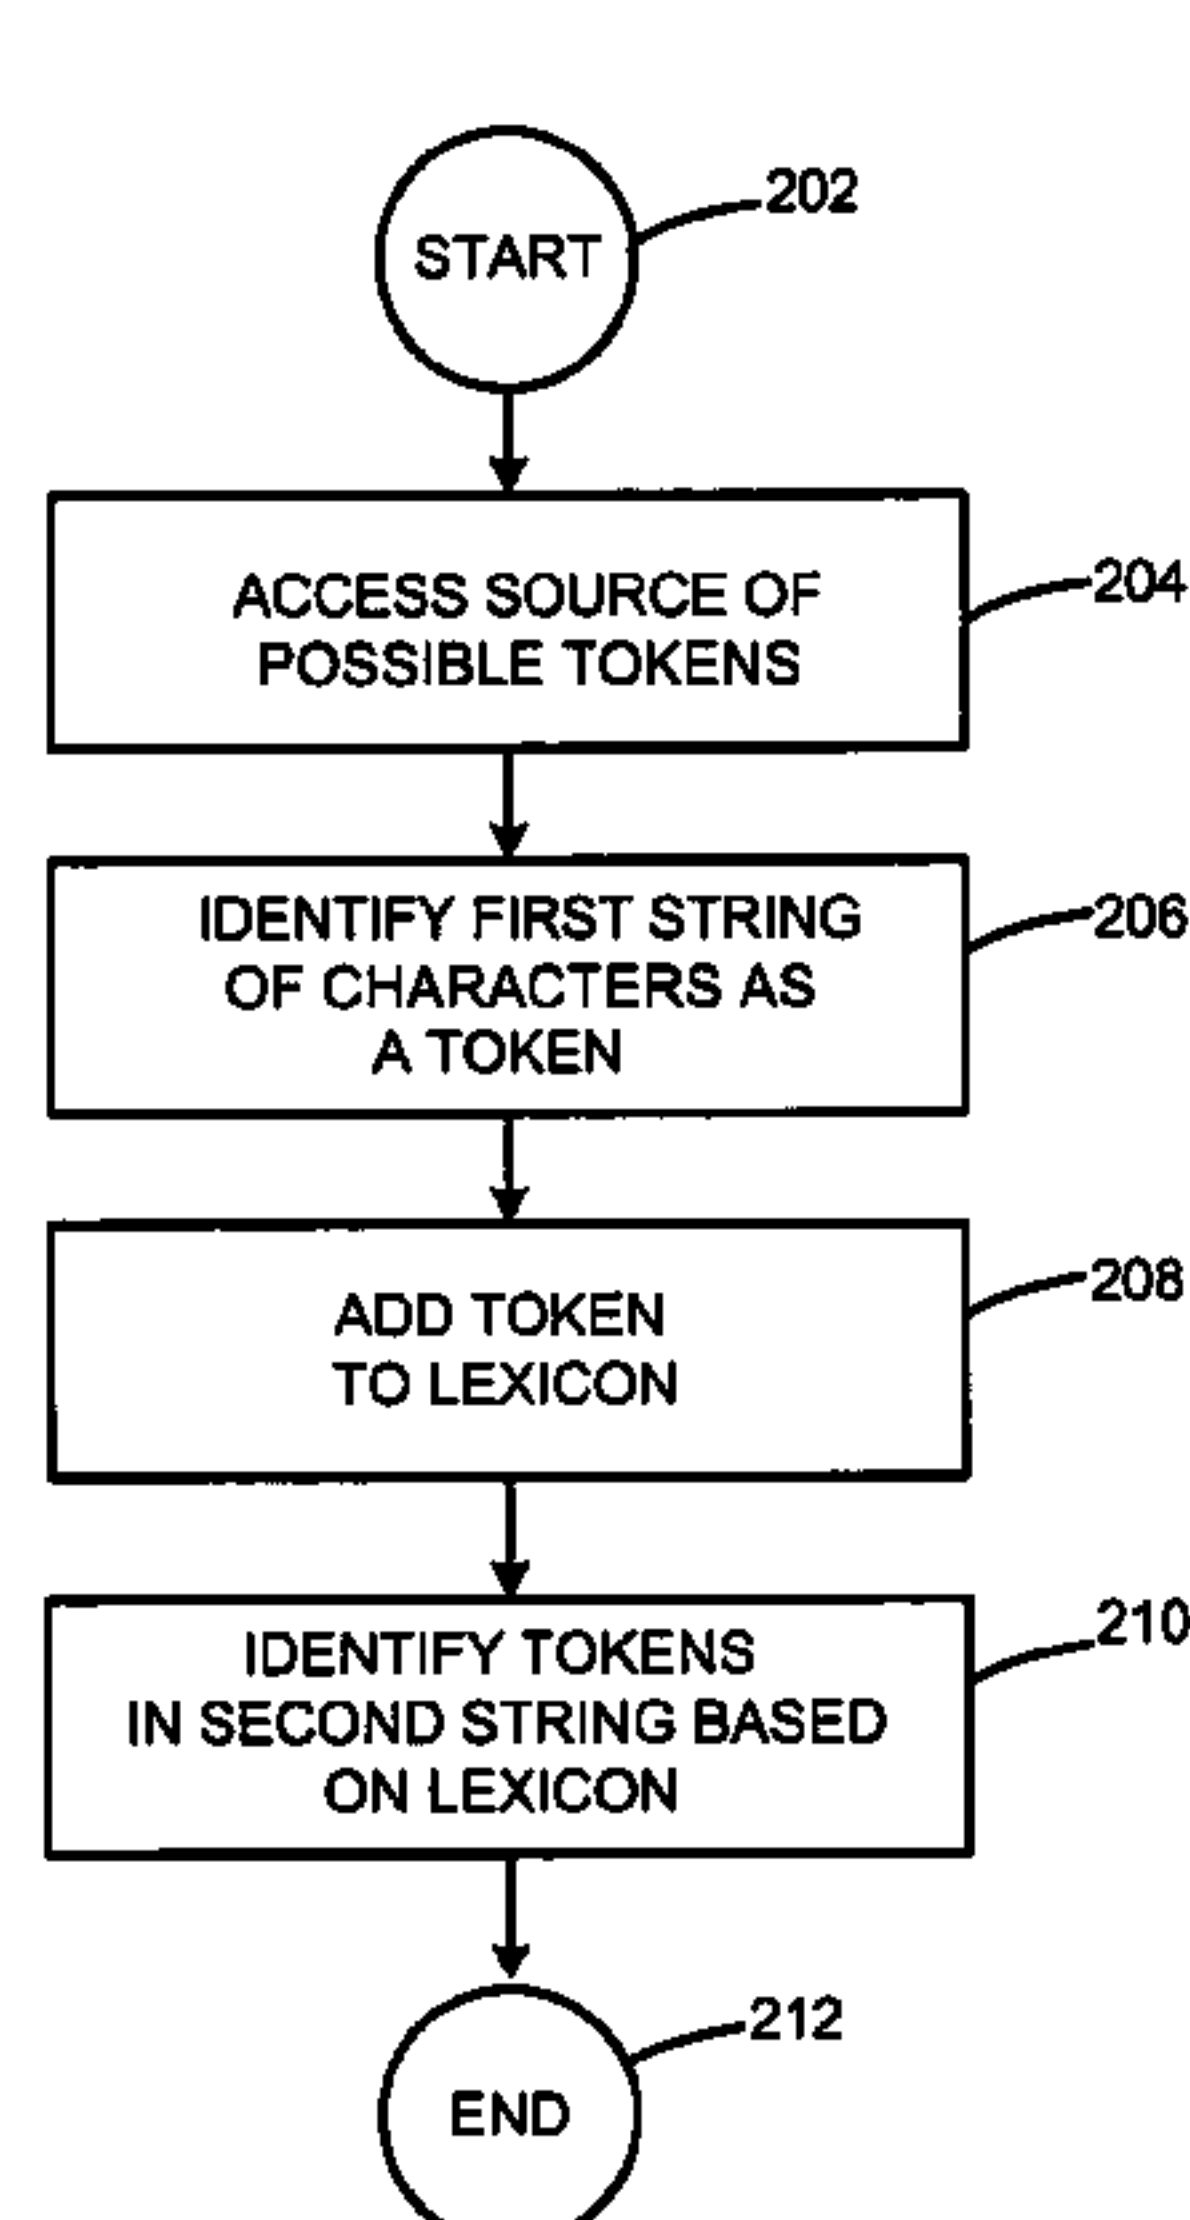 START
202
ACCESS SOURCE OF
POSSIBLE TOKENS
204
IDENTIFY FIRST STRING
OF CHARACTERS AS
A TOKEN
206
ADD TOKEN
TO LEXICON
208
IDENTIFY TOKENS
IN SECOND STRING BASED
ON LEXICON
210
END
212